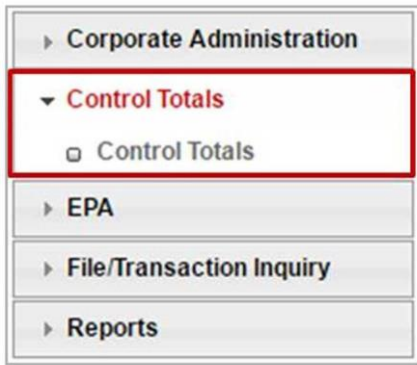 Corporate Administration
Control Totals
Control Totals
EPA
File/Transaction Inquiry
Reports